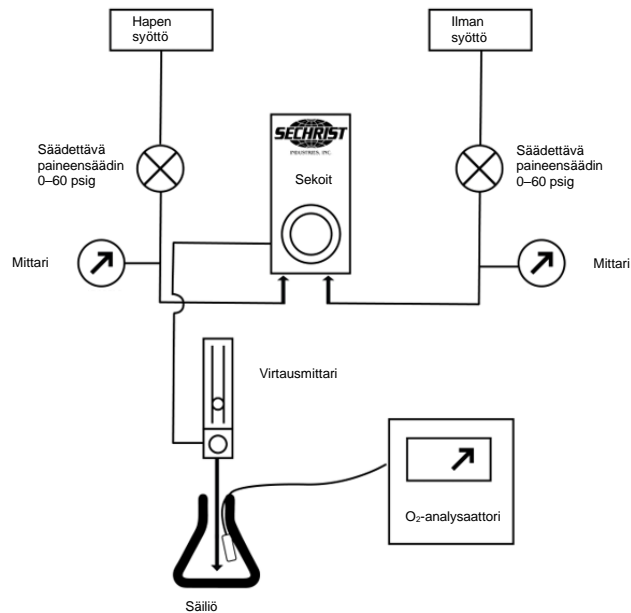 Hapen
syöttö
Ilman
syöttö
SECHRIST
INDUSTRIES, INC.
Sekoit
Säädettävä
paineensäädin
0–60 psig
Säädettävä
paineensäädin
0–60 psig
Mittari
Mittari
Virtausmittari
O₂-analysaattori
Säiliö